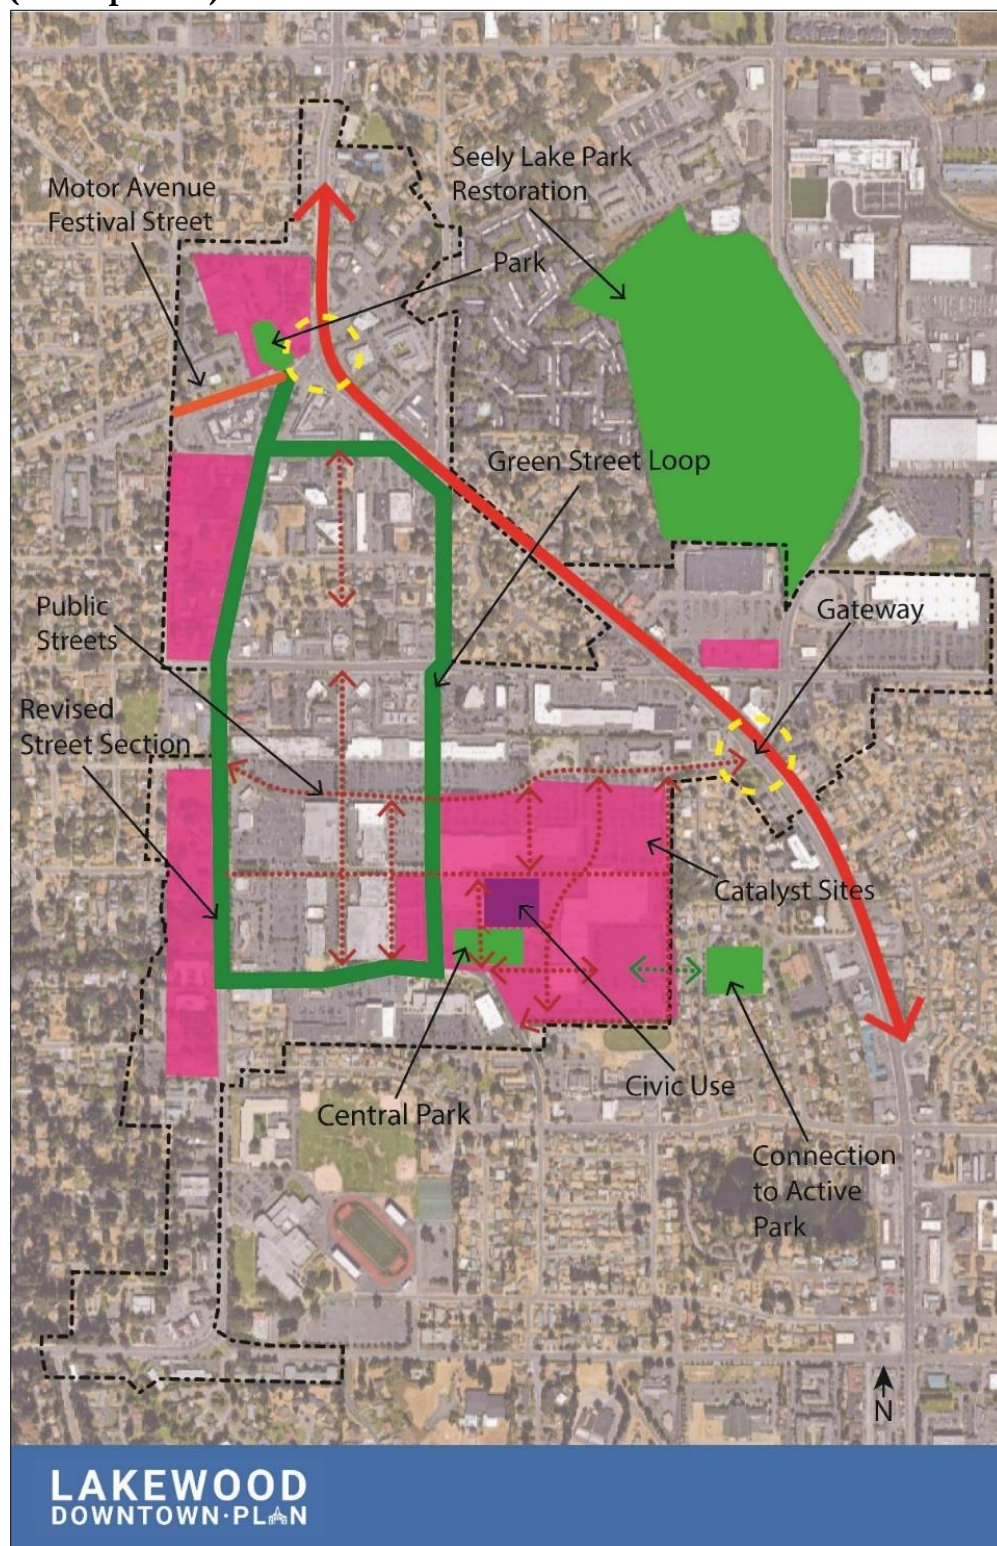 Seely Lake Park
Restoration
Motor Avenue
Festival Street
Park
Green Street Loop
Public
Streets
Gateway
Revised
Street Section
Catalyst Sites
Civic Use
Central Park
Connection
to Active
Park
N
LAKEWOOD
DOWNTOWN·PLAN